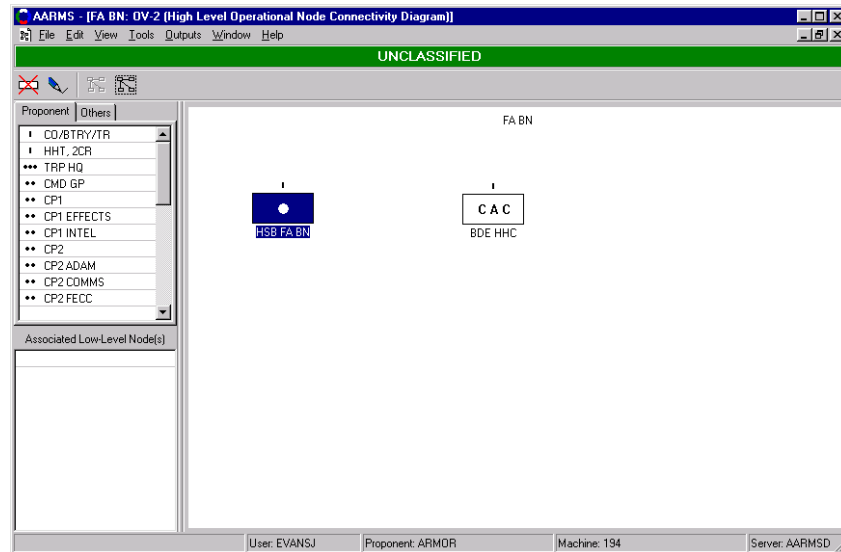 AARMS - [FA BN: OV-2 (High Level Operational Node Connectivity Diagram)]
File Edit View Tools Outputs Window Help
UNCLASSIFIED
Proponent Others
CO/BTRY/TR
HHT, 2CR
TRP HQ
CMD GP
CP1
CP1 EFFECTS
CP1 INTEL
CP2
CP2 ADAM
CP2 COMMS
CP2 FECC
Associated Low-Level Node(s)
FA BN
HSB FA BN
C A C
BDE HHC
User: EVANSJ Proponent: ARMOR Machine: 194 Server: AARMSD